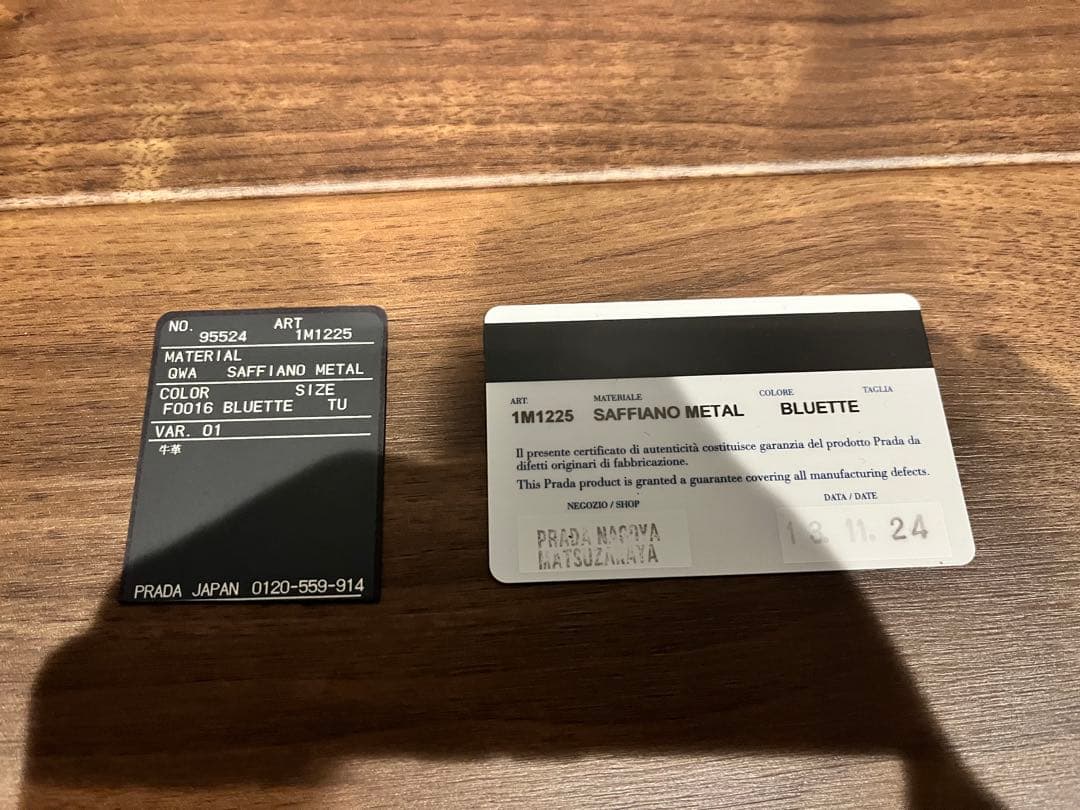 NO. ART
95524 1M1225
MATERIAL
QWA SAFFIANO METAL
COLOR SIZE
F0016 BLUETTE TU
VAR. 01
牛革
PRADA JAPAN 0120-559-914
ART. MATERIALE COLORE TAGLIA
1M1225 SAFFIANO METAL BLUETTE
Il presente certificato di autenticità costituisce garanzia del prodotto Prada da
difetti originari di fabbricazione.
This Prada product is granted a guarantee covering all manufacturing defects.
NEGOZIO / SHOP DATA / DATE
PRADA NAGOYA
MATSUZAKAYA
13. 11. 24